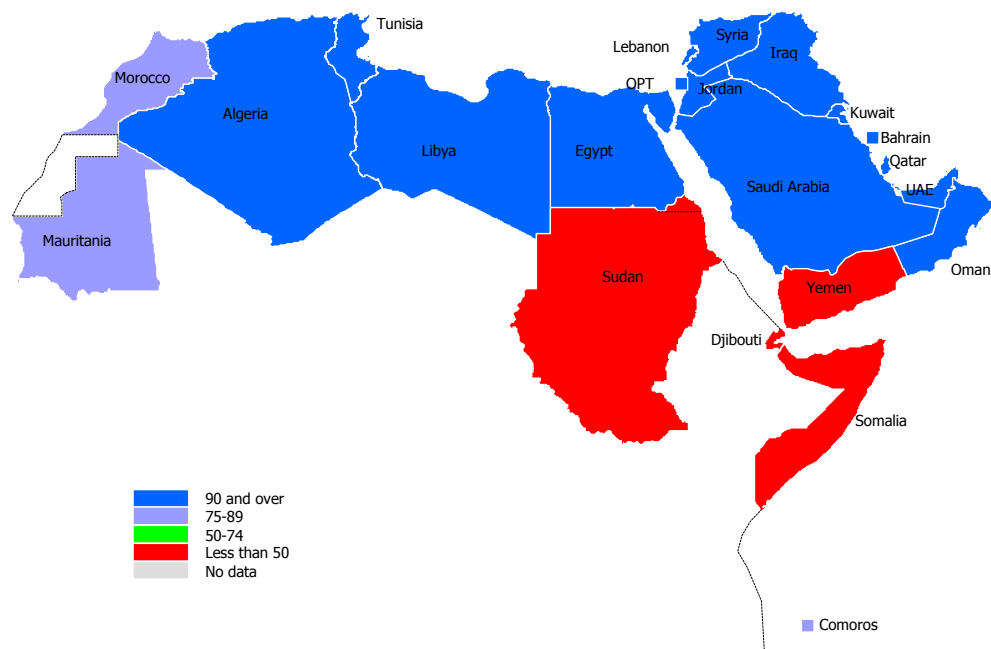 Tunisia
Syria
Lebanon
Iraq
Morocco
OPT
Jordan
Algeria
Kuwait
Bahrain
Libya
Egypt
Qatar
Saudi Arabia
UAE
Mauritania
Sudan
Oman
Yemen
Djibouti
Somalia
90 and over
75-89
50-74
Less than 50
No data
Comoros